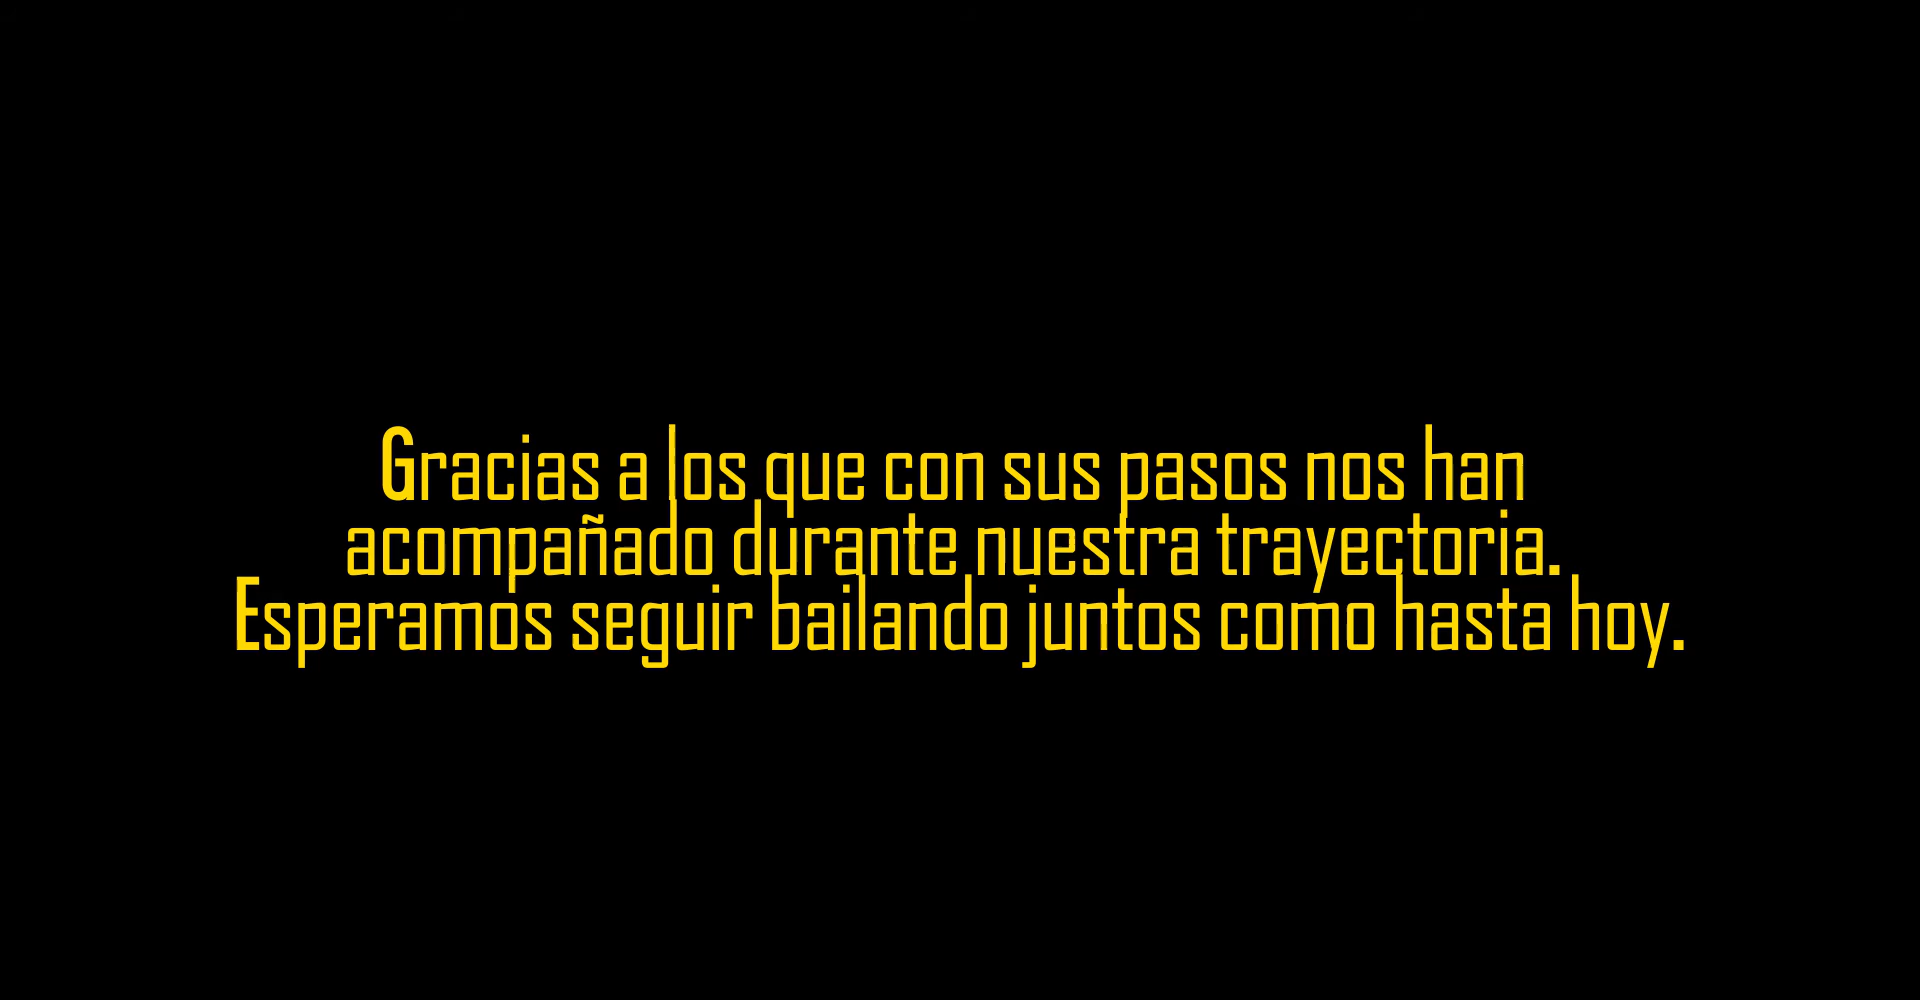 Gracias a los que con sus pasos nos han
acompañado durante nuestra trayectoria.
Esperamos seguir bailando juntos como hasta hoy.